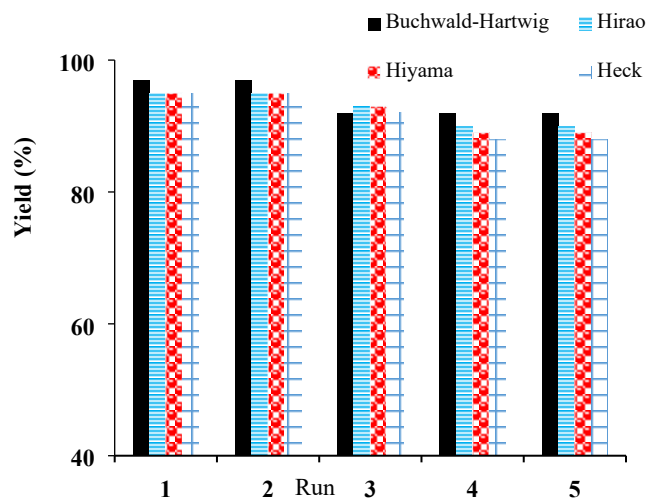 Buchwald-Hartwig Hirao
Hiyama Heck
100
80
60
40
Yield (%)
1 2 Run 3 4 5